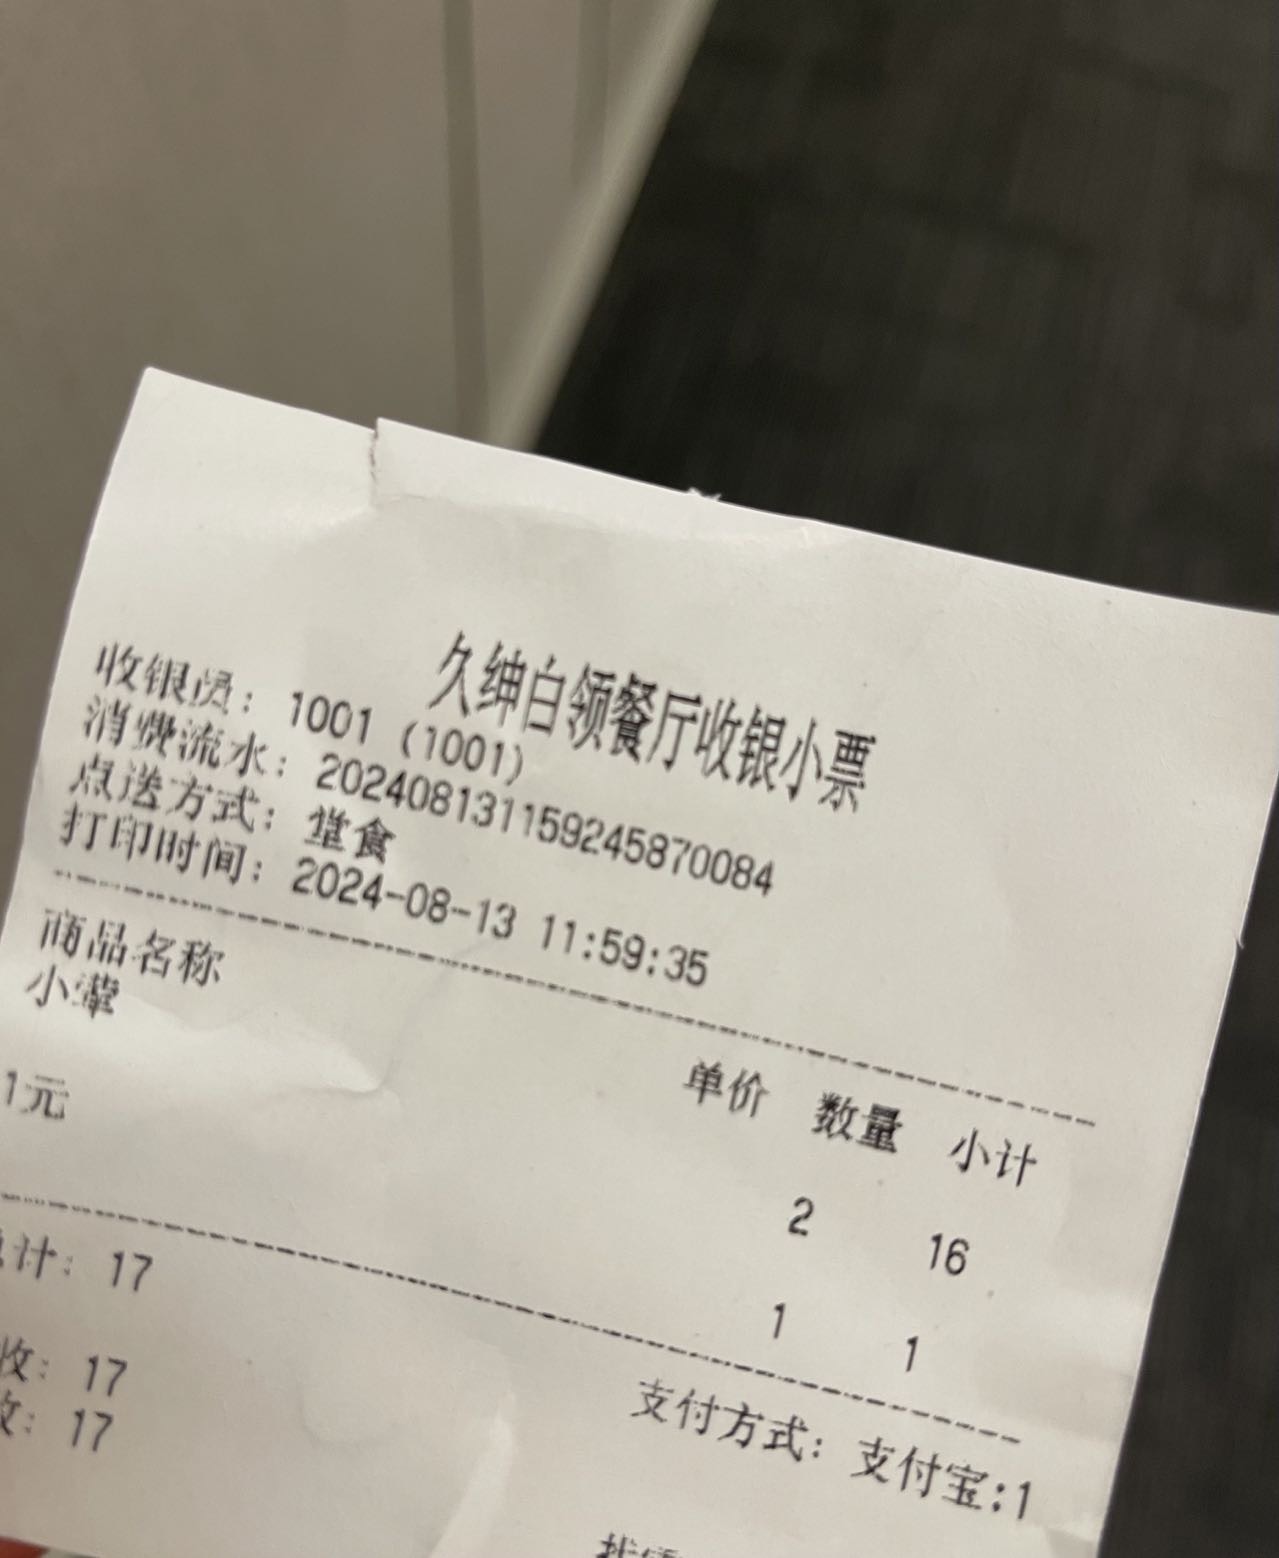 久绅白领餐厅收银小票
收银员: 1001 (1001)
消费流水: 202408131159245870084
点送方式: 堂食
打印时间: 2024-08-13 11:59:35
商品名称 单价 数量 小计
小荤 2 16
1元 1 1
计: 17 支付方式: 支付宝:1
收: 17
收: 17